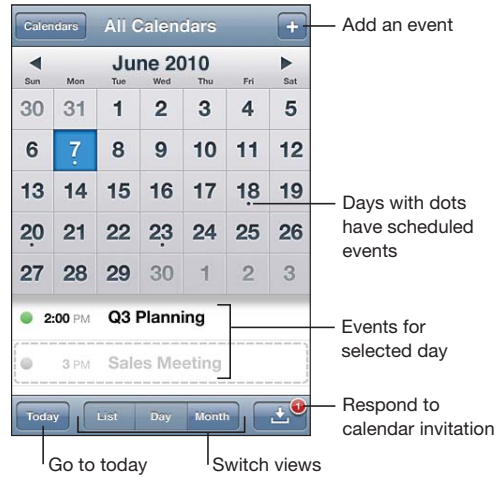 Calendars All Calendars + Add an event
June 2010
Sun Mon Tue Wed Thu Fri Sat
30 31 1 2 3 4 5
6 7 8 9 10 11 12
13 14 15 16 17 18 19
Days with dots
have scheduled
events
20 21 22 23 24 25 26
27 28 29 30 1 2 3
2:00 PM Q3 Planning
3 PM Sales Meeting
Events for
selected day
Today List Day Month 1
Respond to
calendar invitation
Go to today Switch views